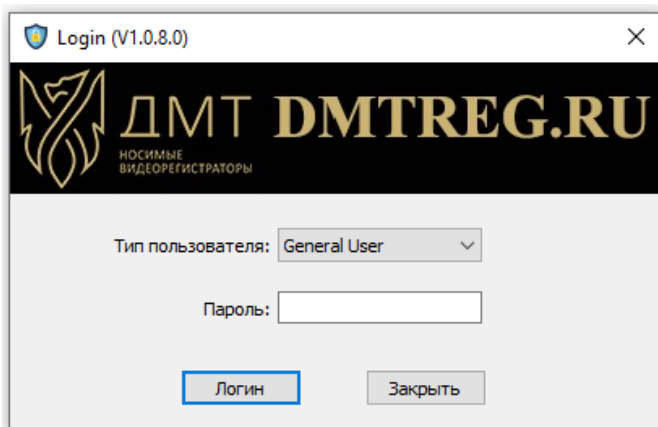 Login (V1.0.8.0)
ДМТ DMTREG.RU
НОСИМЫЕ
ВИДЕОРЕГИСТРАТОРЫ
Тип пользователя: General User
Пароль:
Логин Закрыть